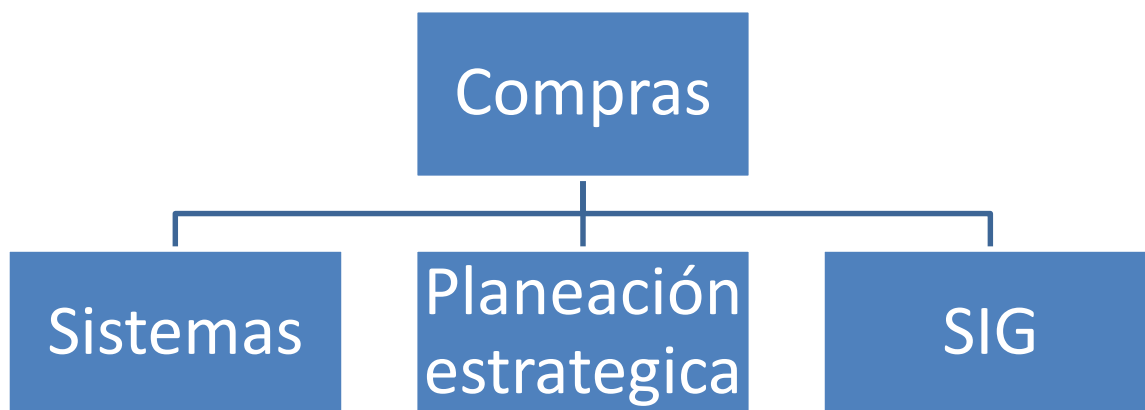 Compras
Sistemas
Planeación
estrategica
SIG